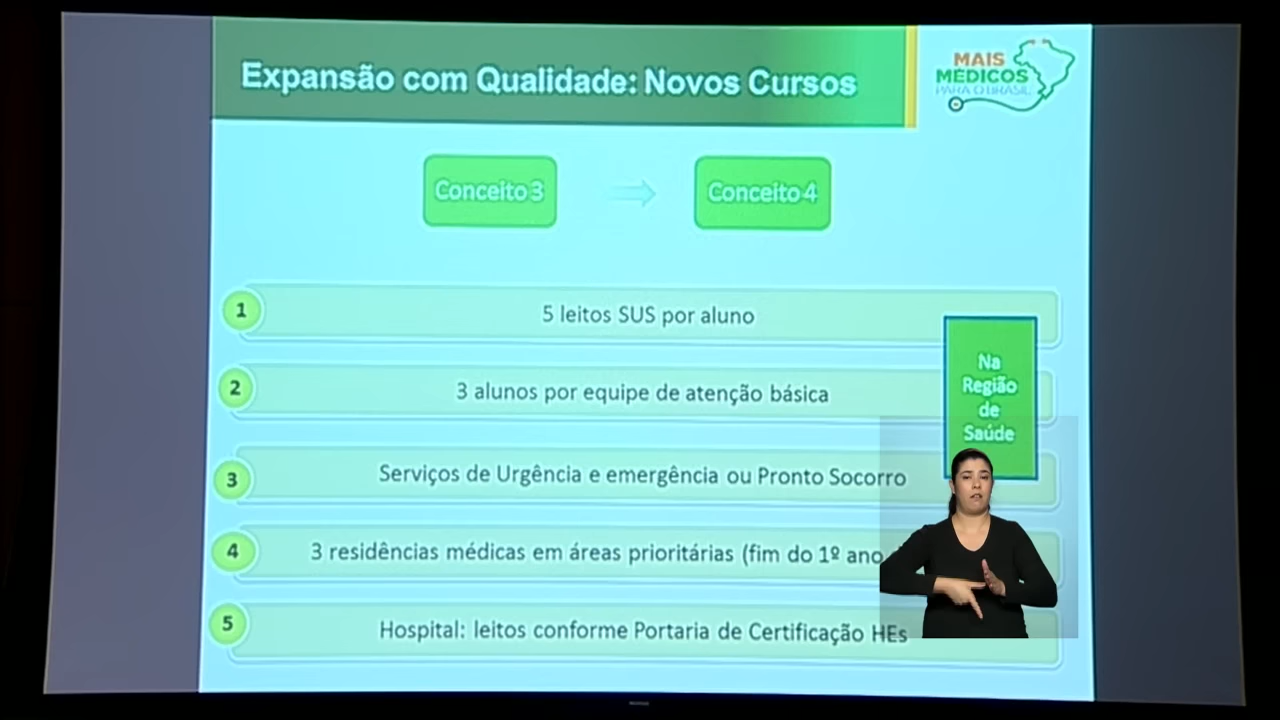 Expansão com Qualidade: Novos Cursos
MAIS
MÉDICOS
PARA O BRASIL
Conceito 3
Conceito 4
1
5 leitos SUS por aluno
2
3 alunos por equipe de atenção básica
3
Serviços de Urgência e emergência ou Pronto Socorro
4
3 residências médicas em áreas prioritárias (fim do 1º ano
5
Hospital: leitos conforme Portaria de Certificação HEs
Na
Região
de
Saúde